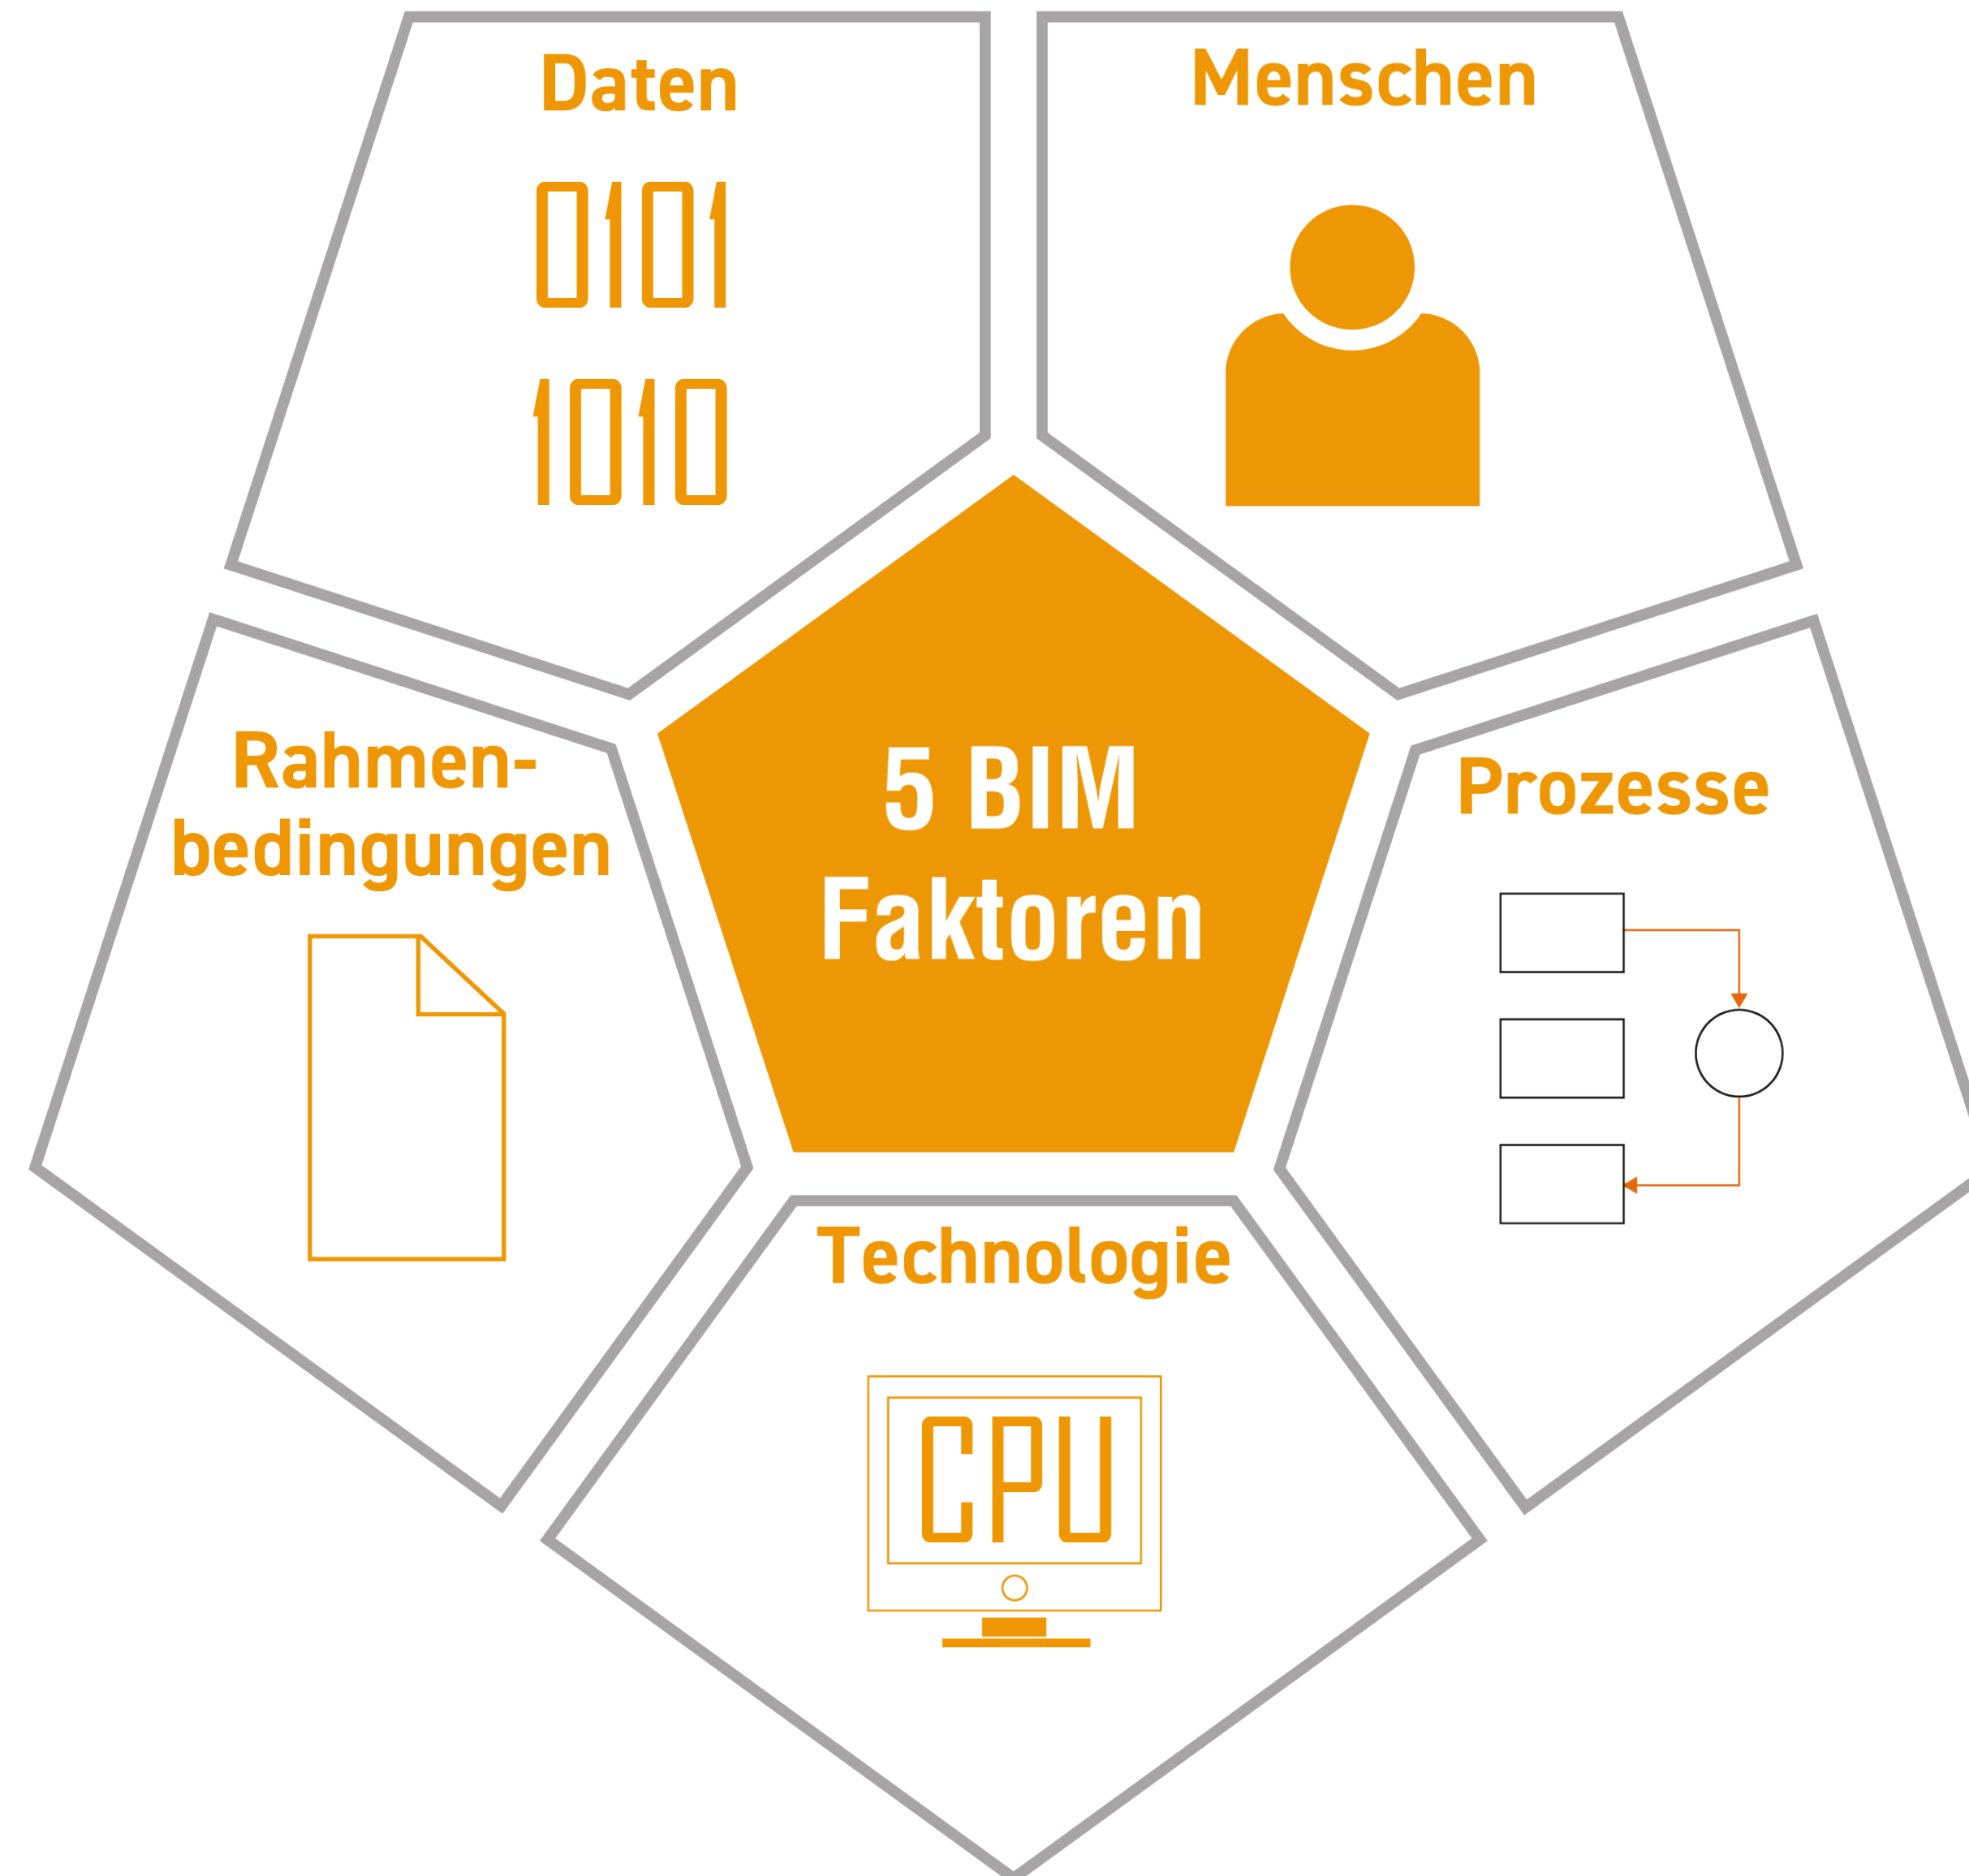 Daten
0101
1010
Menschen
Rahmen-
bedingungen
5 BIM
Faktoren
Prozesse
Technologie
CPU